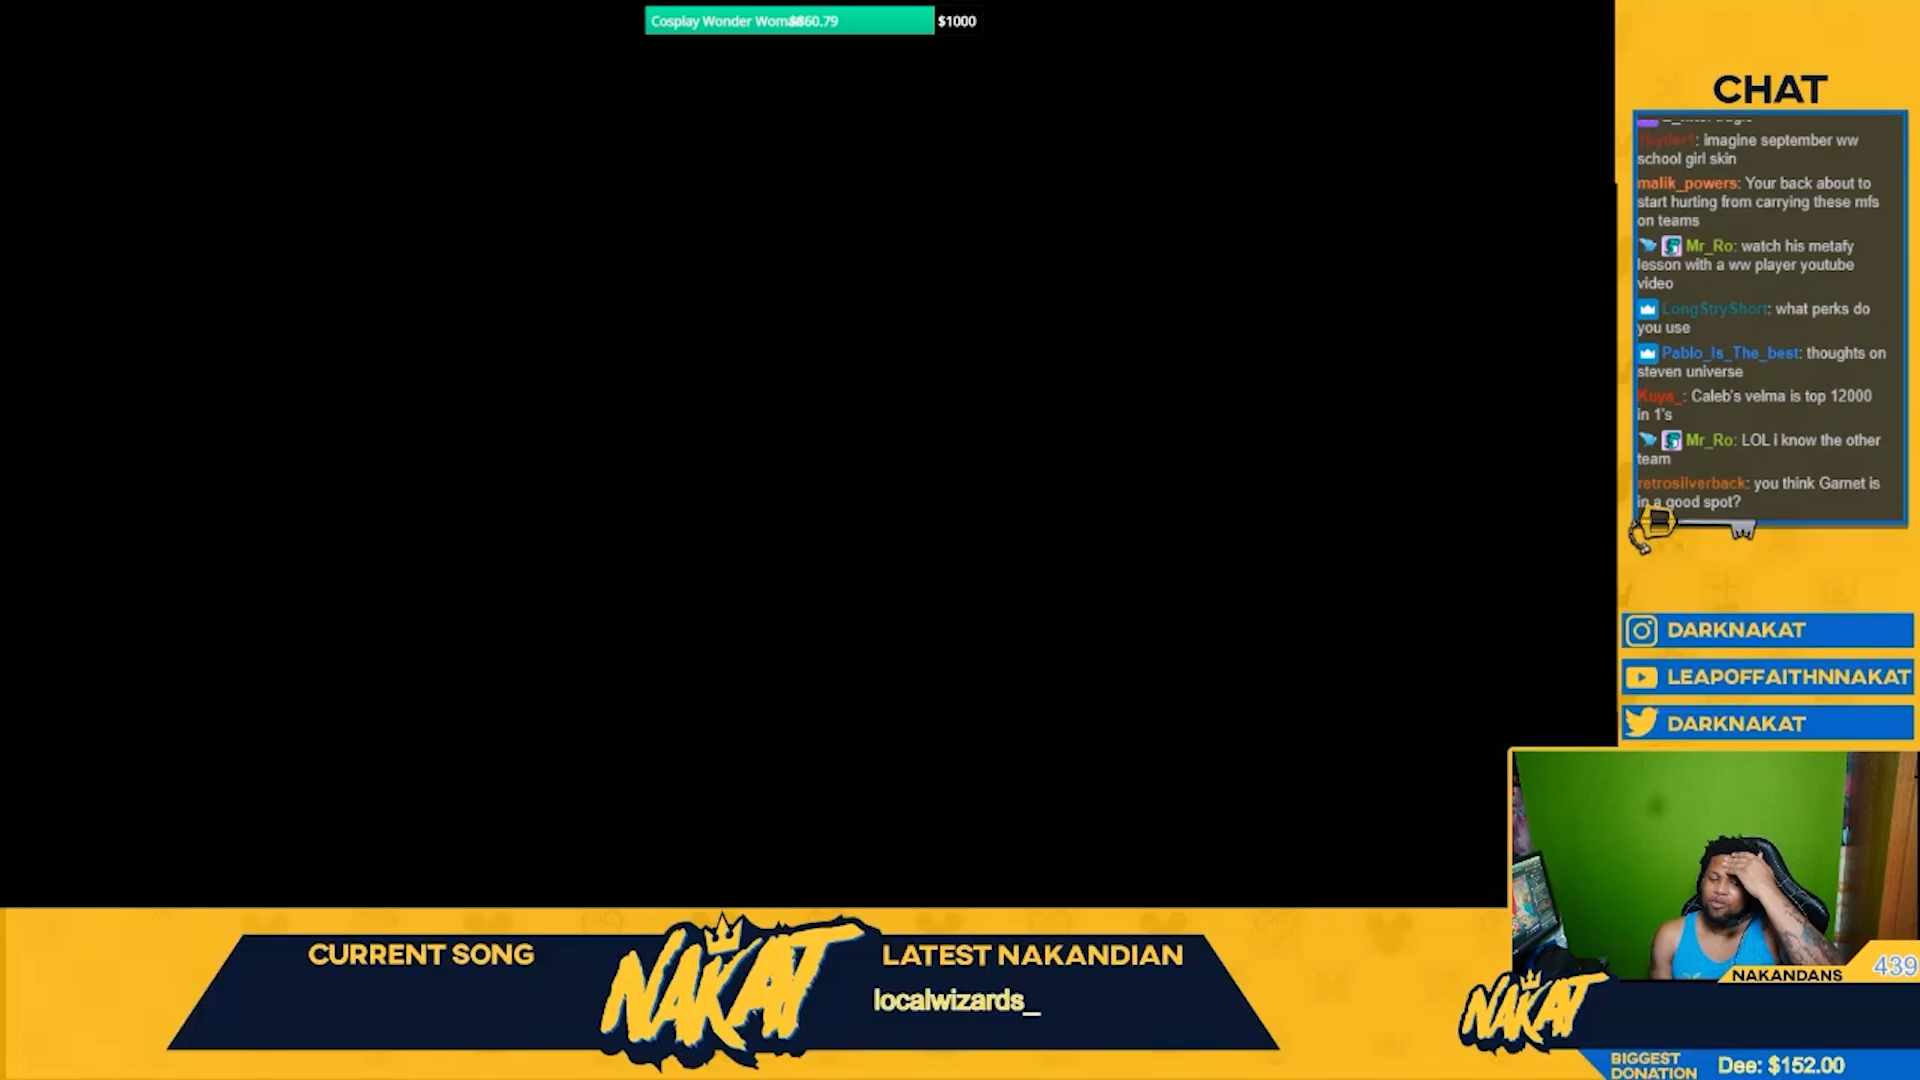 Cosplay Wonder Woman
$860.79
$1000
CHAT
: imagine september ww
school girl skin
malik_powers: Your back about to
start hurting from carrying these mfs
on teams
Mr_Ro: watch his metafy
lesson with a ww player youtube
video
LongStryShort: what perks do
you use
Pablo_Is_The_best: thoughts on
steven universe
Kuya_: Caleb's velma is top 12000
in 1's
Mr_Ro: LOL i know the other
team
retrosilverback: you think Garnet is
in a good spot?
DARKNAKAT
LEAPOFFAITHNNAKAT
DARKNAKAT
NAKANDANS
439
CURRENT SONG
NAKAT
LATEST NAKANDIAN
localwizards_
NAKAT
BIGGEST
DONATION
Dee: $152.00